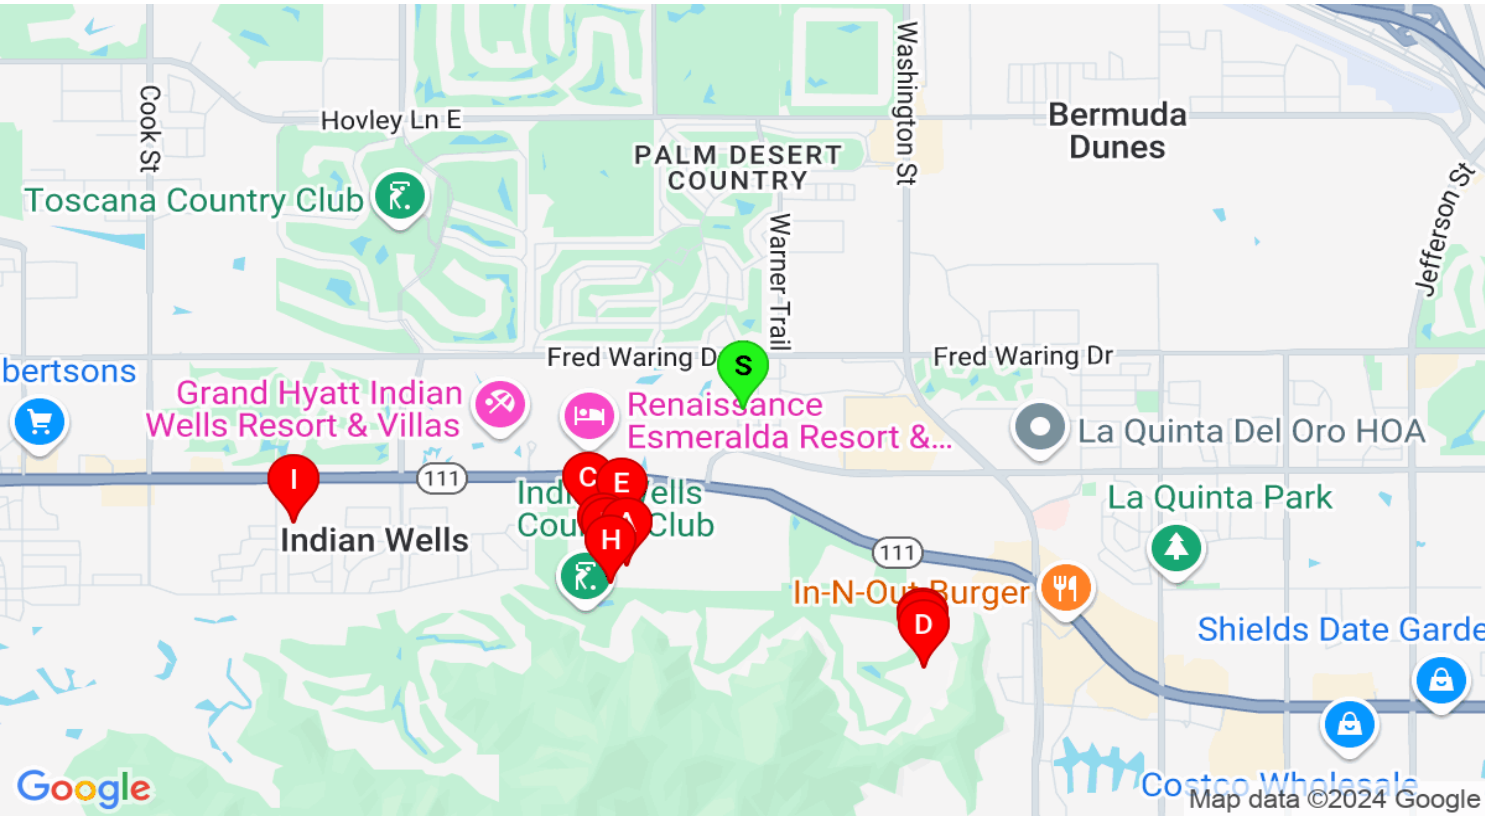 Washington St
Cook St
Hovley Ln E
Bermuda
Dunes
PALM DESERT
COUNTRY
Toscana Country Club
Jefferson St
Warner Trail
Fred Waring D
S
Fred Waring Dr
bertsons
Grand Hyatt Indian
Wells Resort & Villas
Renaissance
Esmeralda Resort &...
La Quinta Del Oro HOA
I
111
C
E
La Quinta Park
A
H
Indian Wells
111
In-N-Out Burger
D
Shields Date Garde
Google
Costco Wholesale
Map data ©2024 Google